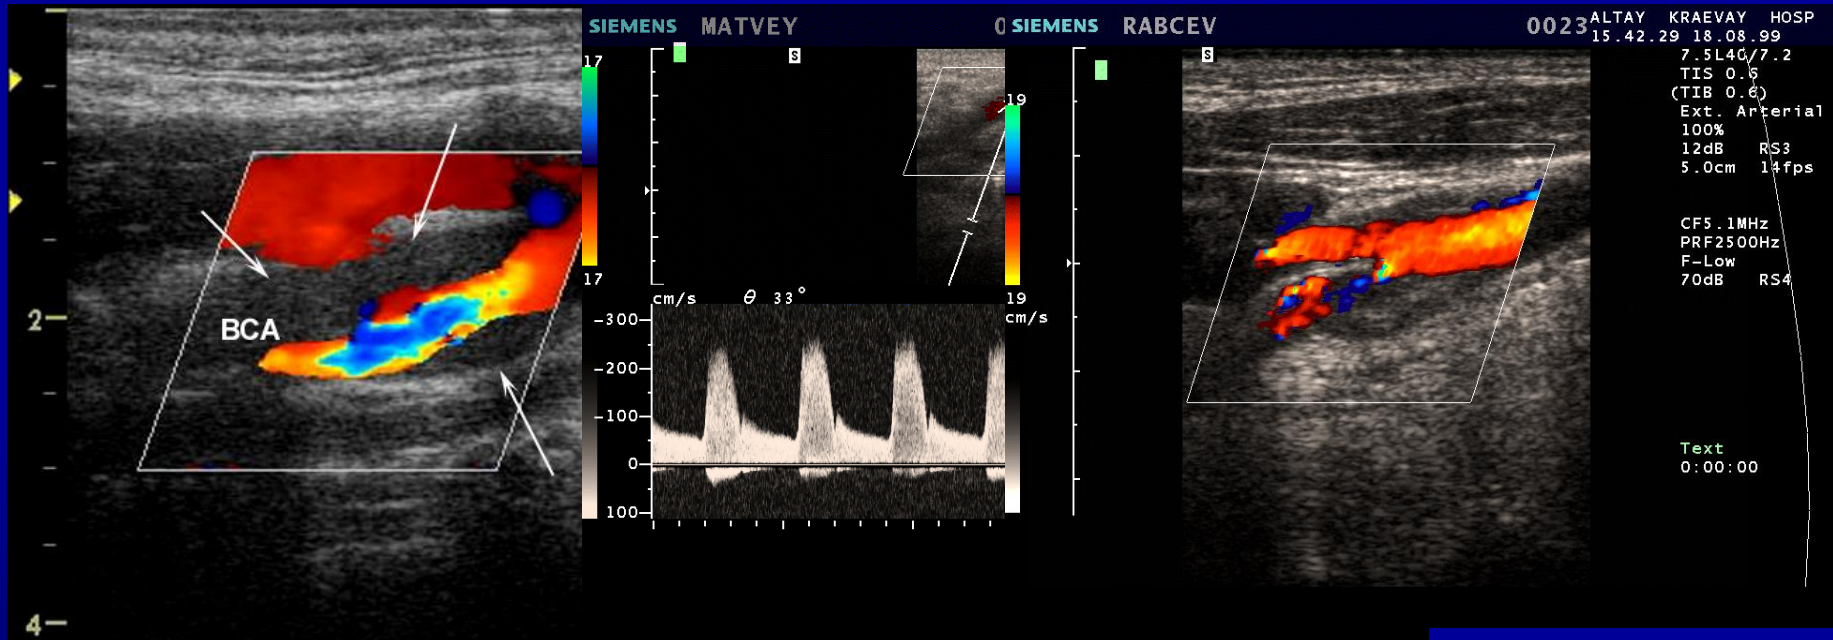 2
4
BCA
17
17
SIEMENS MATVEY 0
S
cm/s θ 33°
-300
-200
-100
0
100
SIEMENS RABCEV 0023
S
19
19
cm/s
ALTAY KRAEVAY HOSP
15.42.29 18.08.99
7.5L40/7.2
TIS 0.6
(TIB 0.6)
Ext. Arterial
100%
12dB RS3
5.0cm 14fps
CF5.1MHz
PRF2500Hz
F-Low
70dB RS4
Text
0:00:00